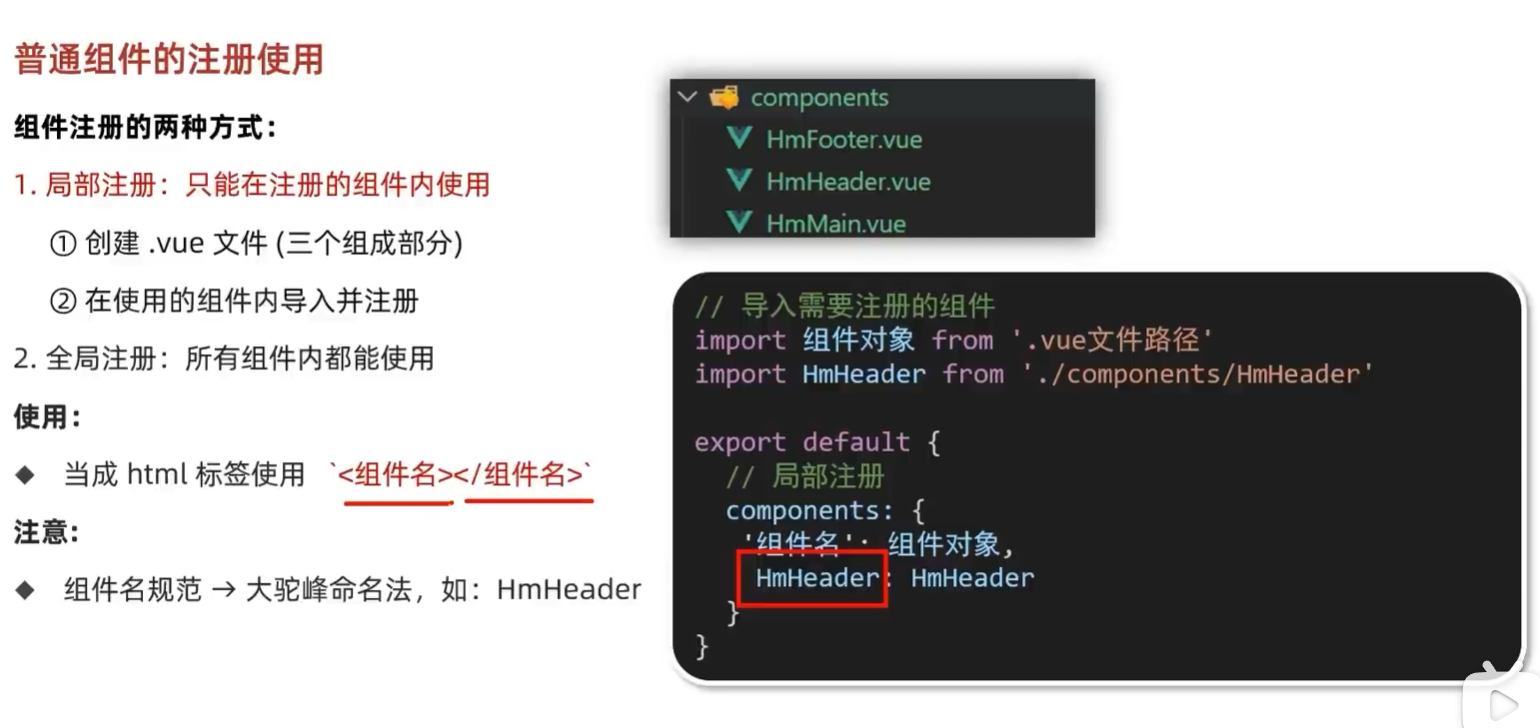 普通组件的注册使用
组件注册的两种方式：
1. 局部注册：只能在注册的组件内使用
① 创建 .vue 文件 (三个组成部分)
② 在使用的组件内导入并注册
2. 全局注册：所有组件内都能使用
使用：
◆ 当成 html 标签使用 `<组件名></组件名>`
注意：
◆ 组件名规范 → 大驼峰命名法，如：HmHeader
components
HmFooter.vue
HmHeader.vue
HmMain.vue
// 导入需要注册的组件
import 组件对象 from '.vue文件路径'
import HmHeader from './components/HmHeader'
export default {
// 局部注册
components: {
'组件名': 组件对象,
HmHeader: HmHeader
}
}